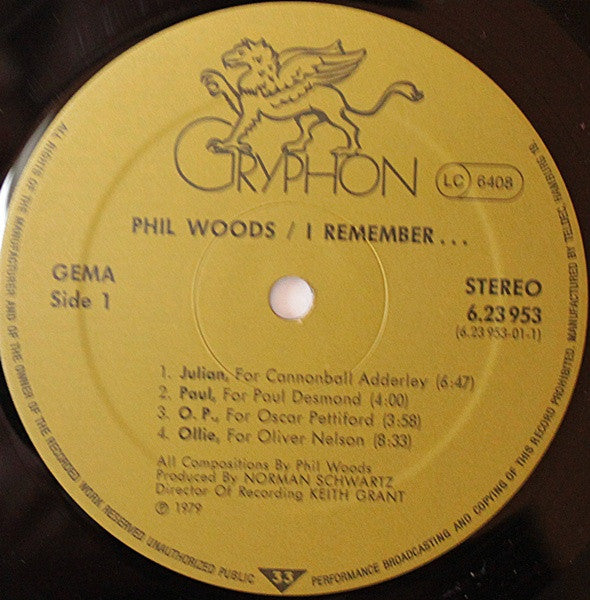 GRYPHON
LC 6408
PHIL WOODS / I REMEMBER...
GEMA
Side 1
STEREO
6.23 953
(6.23 953-01-1)
1. Julian, For Cannonball Adderley (6:47)
2. Paul, For Paul Desmond (4:00)
3. O. P., For Oscar Pettiford (3:58)
4. Ollie, For Oliver Nelson (8:33)
All Compositions By Phil Woods
Produced By NORMAN SCHWARTZ
Director Of Recording KEITH GRANT
℗ 1979
33
ALL RIGHTS OF THE MANUFACTURER AND OF THE OWNER OF THE RECORDED WORK RESERVED UNAUTHORIZED PUBLIC PERFORMANCE BROADCASTING AND COPYING OF THIS RECORD PROHIBITED. MANUFACTURED BY TELDEC, HAMBURG 19.